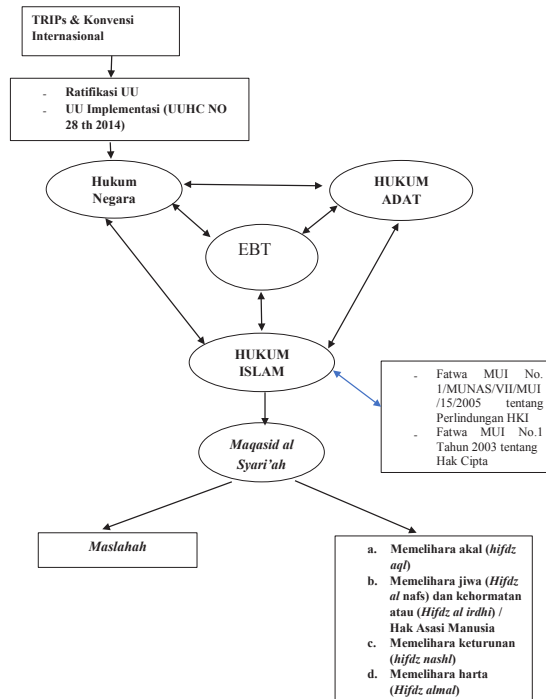 TRIPs & Konvensi
Internasional
- Ratifikasi UU
- UU Implementasi (UUHC NO
28 th 2014)
Hukum
Negara
HUKUM
ADAT
EBT
HUKUM
ISLAM
- Fatwa MUI No.
1/MUNAS/VII/MUI
/15/2005 tentang
Perlindungan HKI
- Fatwa MUI No.1
Tahun 2003 tentang
Hak Cipta
Maqasid al
Syari'ah
Maslahah
a. Memelihara akal (hifdz
aql)
b. Memelihara jiwa (Hifdz
al nafs) dan kehormatan
atau (Hifdz al irdhi) /
Hak Asasi Manusia
c. Memelihara keturunan
(hifdz nashl)
d. Memelihara harta
(Hifdz almal)